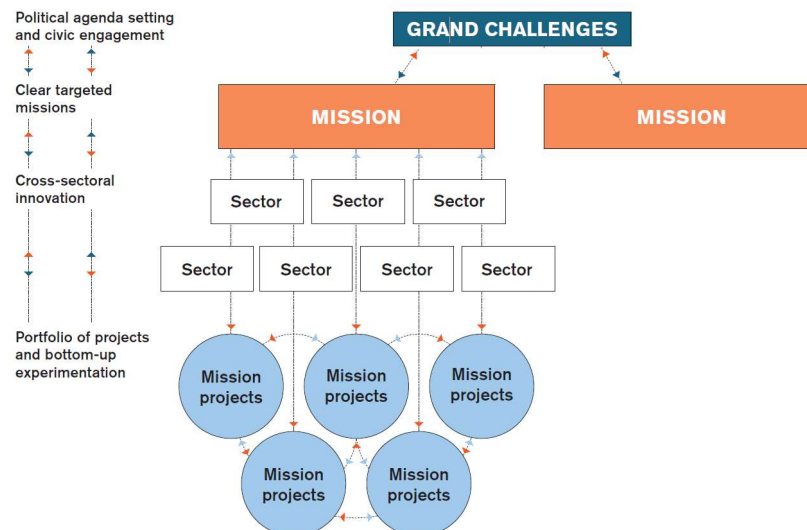 Political agenda setting
and civic engagement
GRAND CHALLENGES
Clear targeted
missions
MISSION
MISSION
Cross-sectoral
innovation
Sector
Sector
Sector
Sector
Sector
Sector
Sector
Portfolio of projects
and bottom-up
experimentation
Mission
projects
Mission
projects
Mission
projects
Mission
projects
Mission
projects